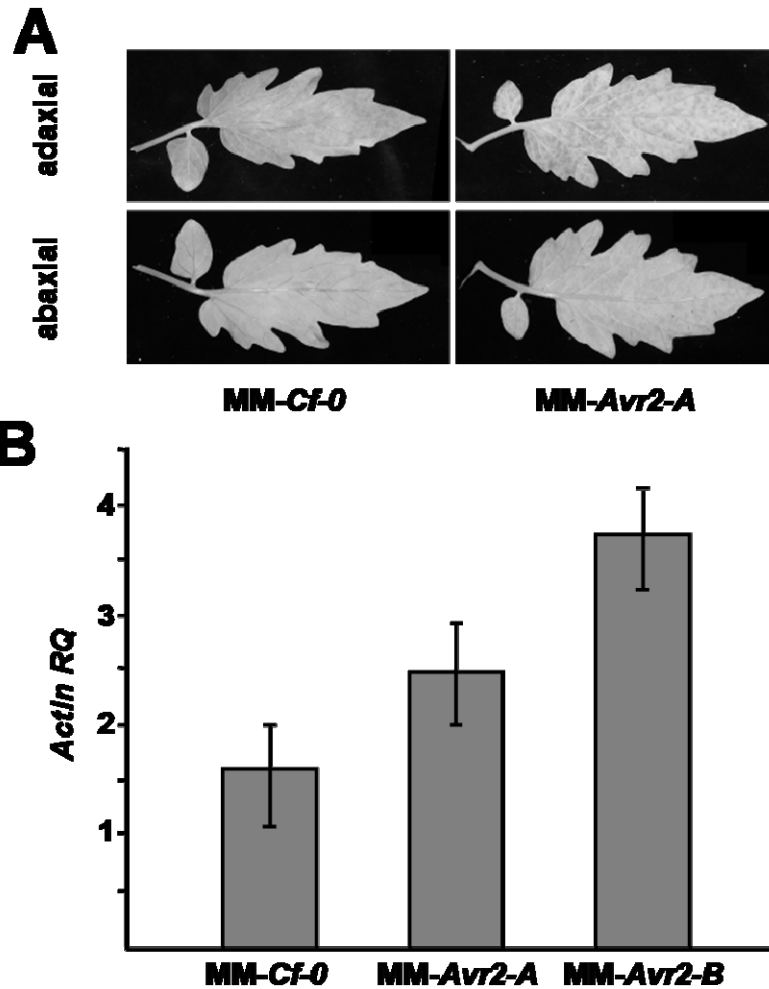 A
adaxial
abaxial
MM-Cf-0 MM-Avr2-A
B
Actin RQ
4
3
2
1
MM-Cf-0 MM-Avr2-A MM-Avr2-B